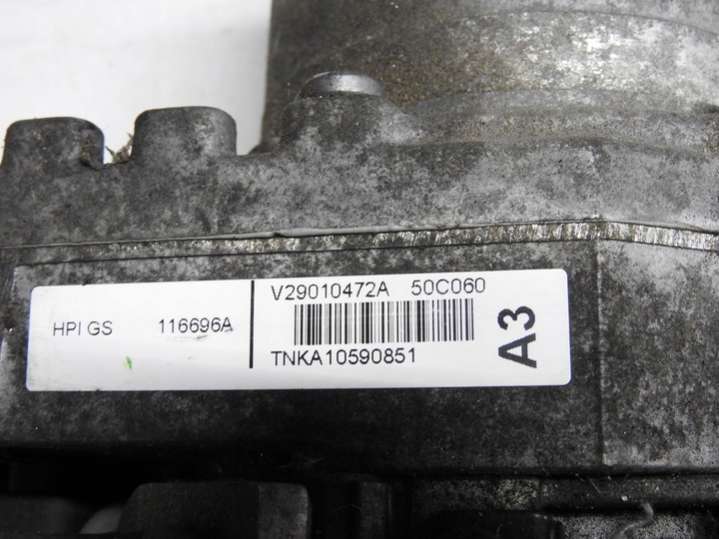 HPI GS 116696A
V29010472A 50C060
TNKA10590851
A3